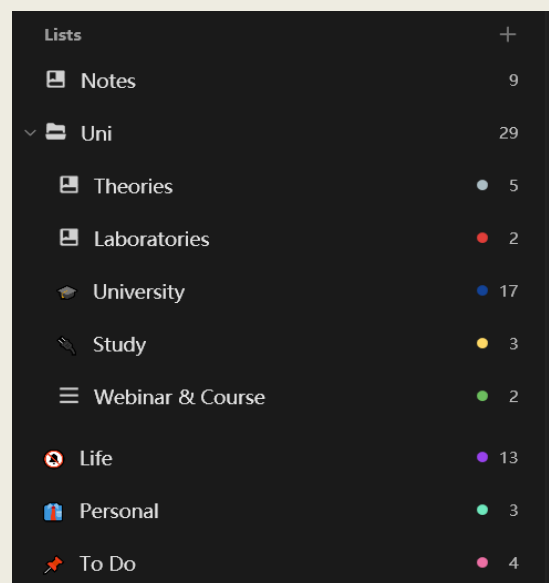 Lists
Notes 9
Uni 29
Theories 5
Laboratories 2
University 17
Study 3
Webinar & Course 2
Life 13
Personal 3
To Do 4